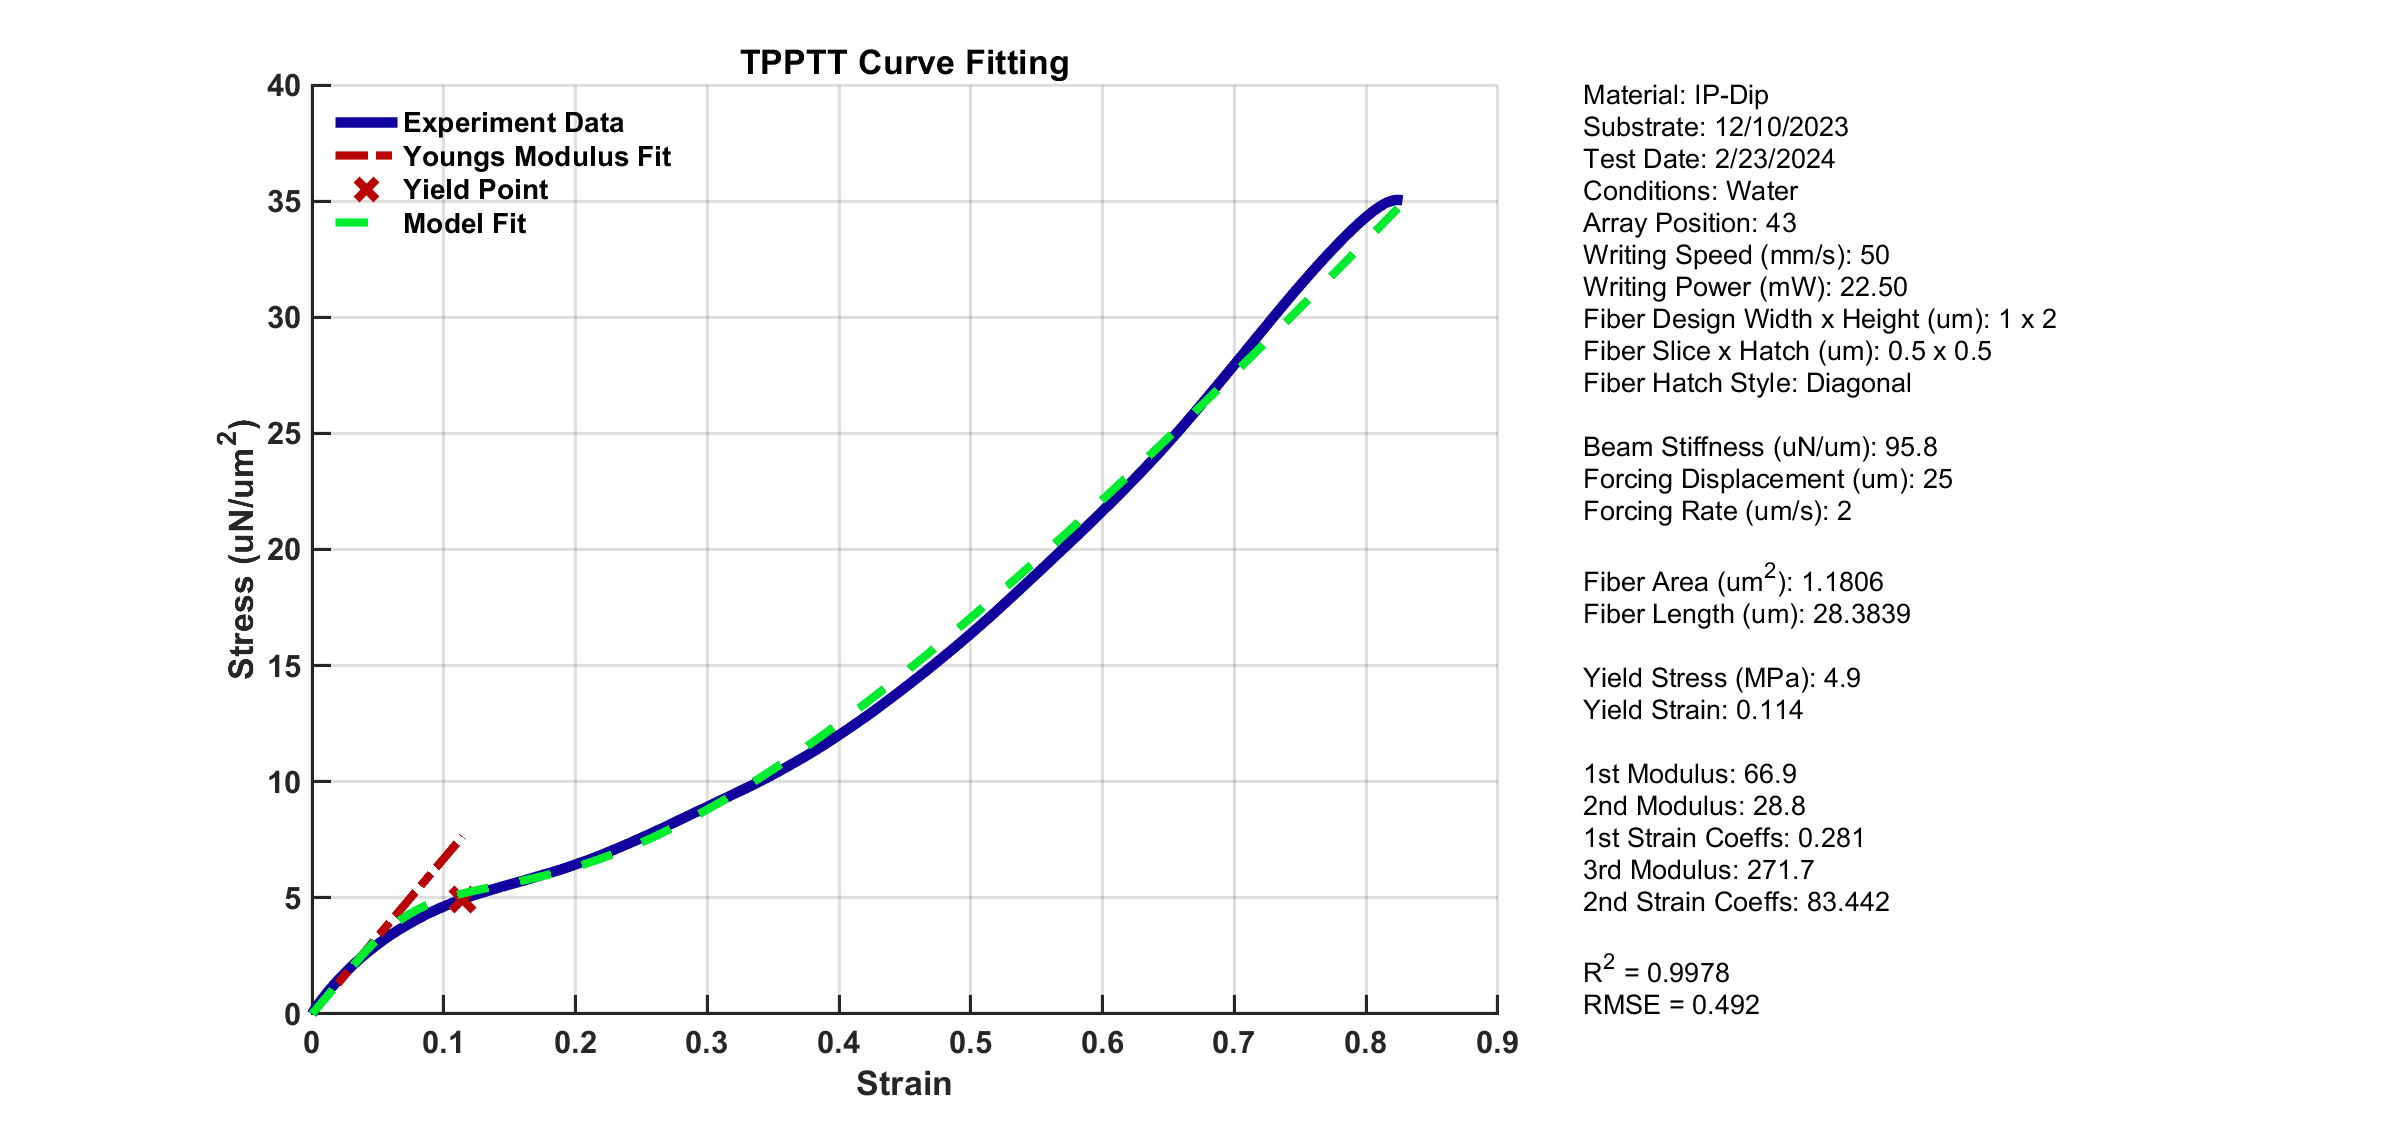 TPPTT Curve Fitting
40
35
30
25
20
15
10
5
0
Stress (uN/um²)
Experiment Data
Youngs Modulus Fit
Yield Point
Model Fit
0 0.1 0.2 0.3 0.4 0.5 0.6 0.7 0.8 0.9
Strain
Material: IP-Dip
Substrate: 12/10/2023
Test Date: 2/23/2024
Conditions: Water
Array Position: 43
Writing Speed (mm/s): 50
Writing Power (mW): 22.50
Fiber Design Width x Height (um): 1 x 2
Fiber Slice x Hatch (um): 0.5 x 0.5
Fiber Hatch Style: Diagonal
Beam Stiffness (uN/um): 95.8
Forcing Displacement (um): 25
Forcing Rate (um/s): 2
Fiber Area (um²): 1.1806
Fiber Length (um): 28.3839
Yield Stress (MPa): 4.9
Yield Strain: 0.114
1st Modulus: 66.9
2nd Modulus: 28.8
1st Strain Coeffs: 0.281
3rd Modulus: 271.7
2nd Strain Coeffs: 83.442
R² = 0.9978
RMSE = 0.492